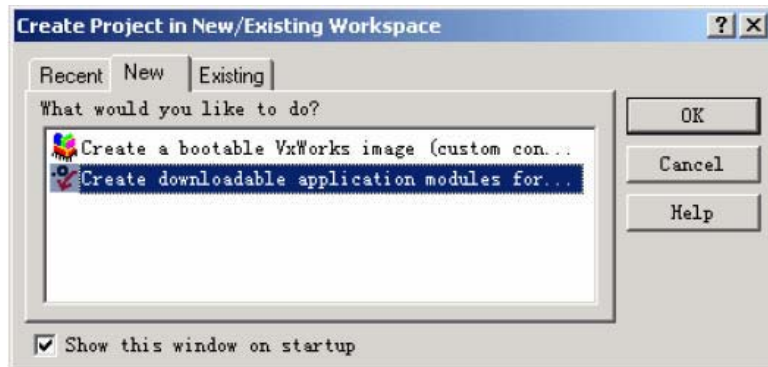 Create Project in New/Existing Workspace
Recent New Existing
What would you like to do?
Create a bootable VxWorks image (custom con...
Create downloadable application modules for...
OK
Cancel
Help
Show this window on startup